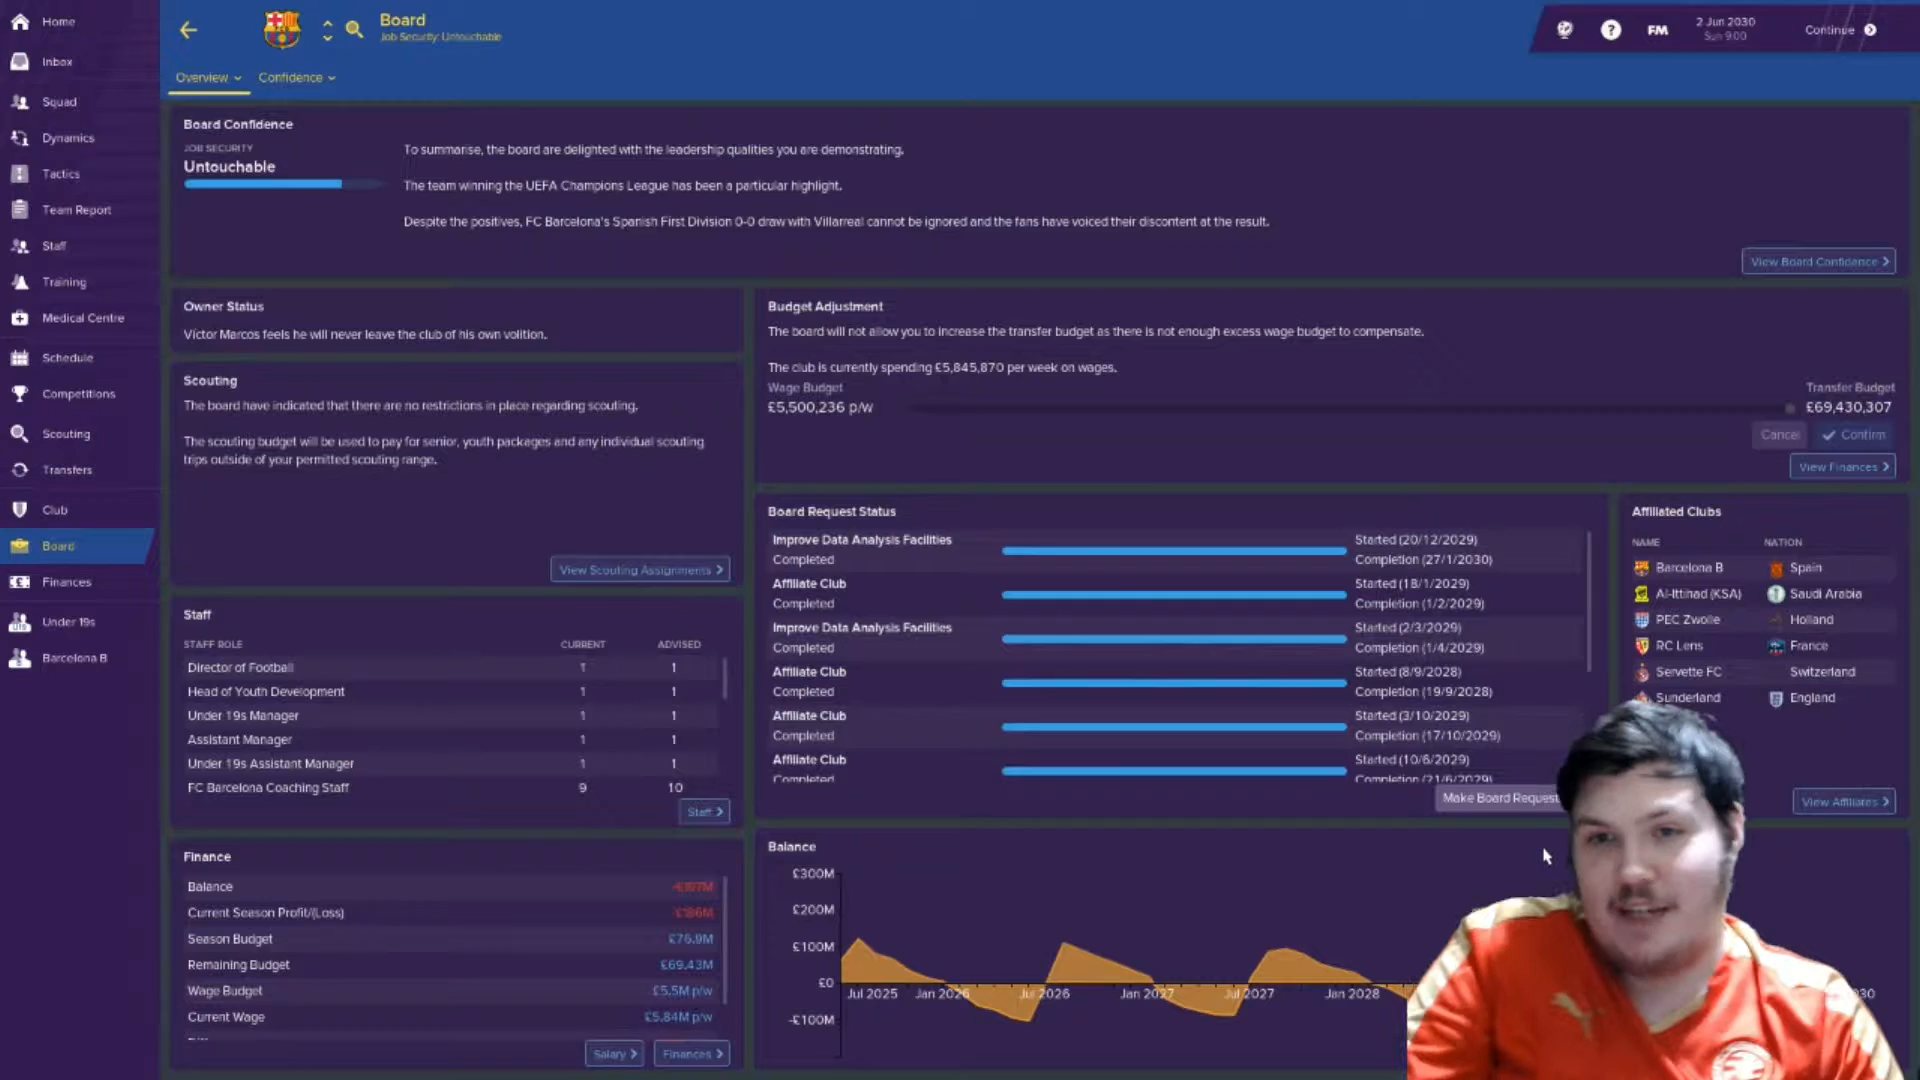 Home
Inbox
Squad
Dynamics
Tactics
Team Report
Staff
Training
Medical Centre
Schedule
Competitions
Scouting
Transfers
Club
Board
Finances
Under 19s
Barcelona B
Board
Job Security: Untouchable
FM
2 Jun 2030
Sun 9:00
Continue
Overview
Confidence
Board Confidence
JOB SECURITY
Untouchable
To summarise, the board are delighted with the leadership qualities you are demonstrating.
The team winning the UEFA Champions League has been a particular highlight.
Despite the positives, FC Barcelona's Spanish First Division 0-0 draw with Villarreal cannot be ignored and the fans have voiced their discontent at the result.
View Board Confidence >
Owner Status
Víctor Marcos feels he will never leave the club of his own volition.
Scouting
The board have indicated that there are no restrictions in place regarding scouting.
The scouting budget will be used to pay for senior, youth packages and any individual scouting
trips outside of your permitted scouting range.
View Scouting Assignments >
Staff
STAFF ROLE CURRENT ADVISED
Director of Football 1 1
Head of Youth Development 1 1
Under 19s Manager 1 1
Assistant Manager 1 1
Under 19s Assistant Manager 1 1
FC Barcelona Coaching Staff 9 10
Staff >
Finance
Balance
Current Season Profit/(Loss) -£186M
Season Budget £76.9M
Remaining Budget £69.43M
Wage Budget £5.5M p/w
Current Wage £5.84M p/w
Salary >
Finances >
Budget Adjustment
The board will not allow you to increase the transfer budget as there is not enough excess wage budget to compensate.
The club is currently spending £5,845,870 per week on wages.
Wage Budget
£5,500,236 p/w
Transfer Budget
£69,430,307
Cancel
Confirm
View Finances >
Board Request Status
Improve Data Analysis Facilities Started (20/12/2029)
Completed Completion (27/1/2030)
Affiliate Club Started (18/1/2029)
Completed Completion (1/2/2029)
Improve Data Analysis Facilities Started (2/3/2029)
Completed Completion (1/4/2029)
Affiliate Club Started (8/9/2028)
Completed Completion (19/9/2028)
Affiliate Club Started (3/10/2029)
Completed Completion (17/10/2029)
Affiliate Club Started (10/6/2029)
Completed Completion (21/6/2029)
Make Board Request
Affiliated Clubs
NAME NATION
Barcelona B Spain
Al-Ittihad (KSA) Saudi Arabia
PEC Zwolle Holland
RC Lens France
Servette FC Switzerland
Sunderland England
View Affiliates >
Balance
£300M
£200M
£100M
£0
-£100M
Jul 2025 Jan 2026 Jul 2026 Jan 2027 Jul 2027 Jan 2028